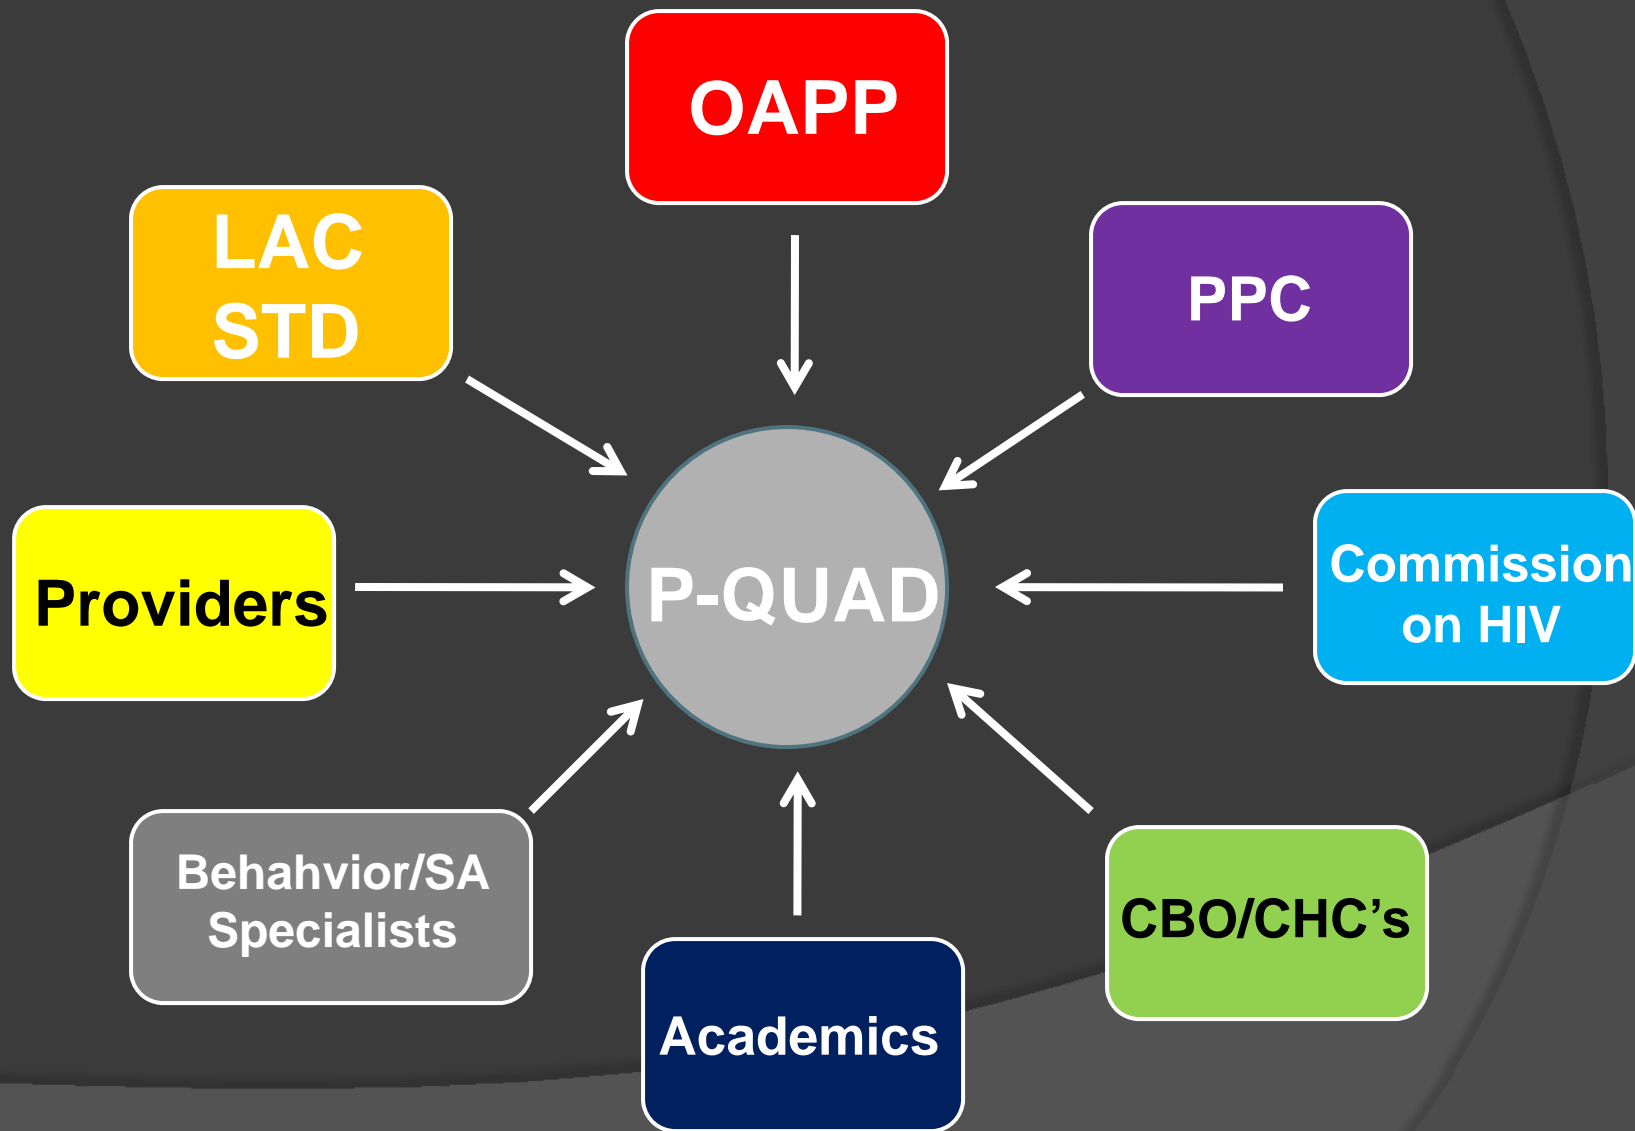 OAPP
LAC
STD
PPC
Providers
P-QUAD
Commission
on HIV
Behahvior/SA
Specialists
CBO/CHC’s
Academics